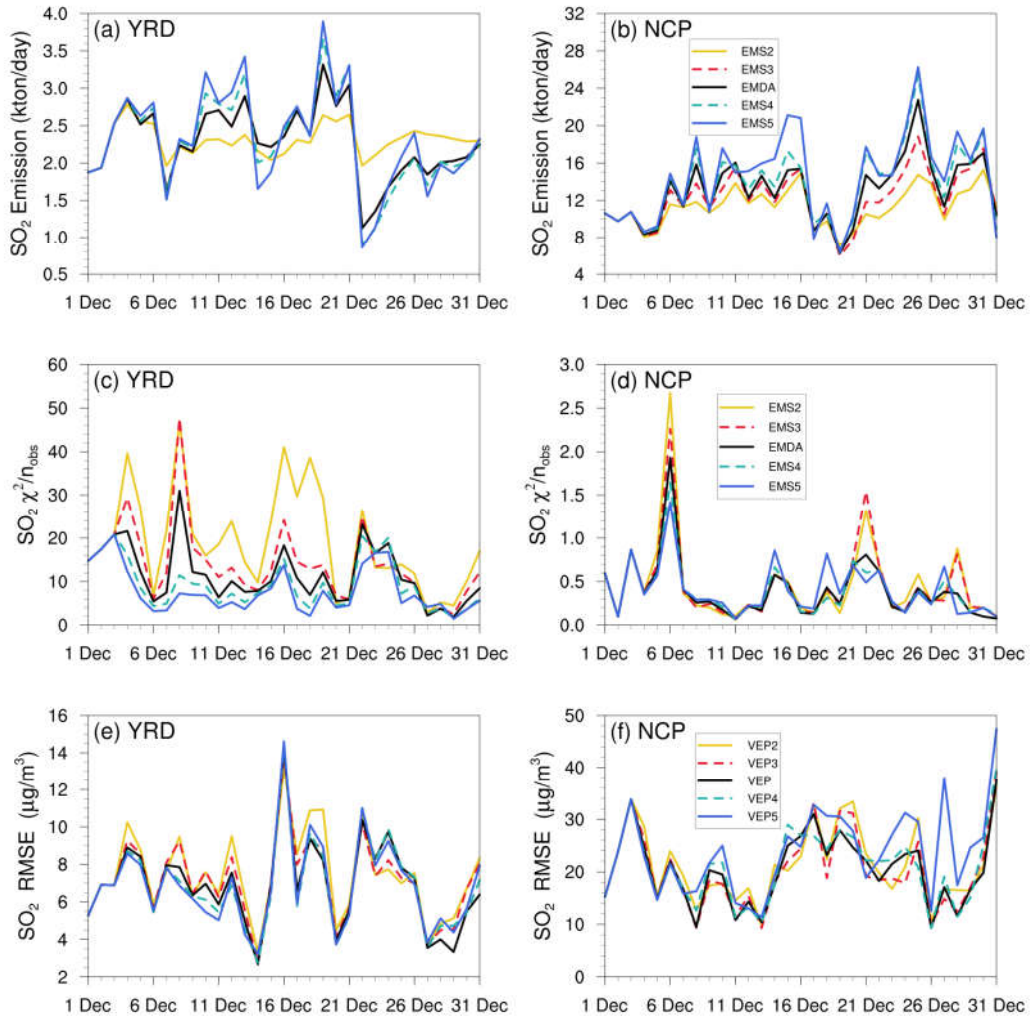 (a) YRD
SO2 Emission (kton/day)
4.0
3.5
3.0
2.5
2.0
1.5
1.0
0.5
1 Dec 6 Dec 11 Dec 16 Dec 21 Dec 26 Dec 31 Dec
(b) NCP
SO2 Emission (kton/day)
32
28
24
20
16
12
8
4
EMS2
EMS3
EMDA
EMS4
EMS5
1 Dec 6 Dec 11 Dec 16 Dec 21 Dec 26 Dec 31 Dec
(c) YRD
SO2 χ2/nobs
60
50
40
30
20
10
0
1 Dec 6 Dec 11 Dec 16 Dec 21 Dec 26 Dec 31 Dec
(d) NCP
SO2 χ2/nobs
3.0
2.5
2.0
1.5
1.0
0.5
0.0
EMS2
EMS3
EMDA
EMS4
EMS5
1 Dec 6 Dec 11 Dec 16 Dec 21 Dec 26 Dec 31 Dec
(e) YRD
SO2 RMSE (μg/m3)
16
14
12
10
8
6
4
2
1 Dec 6 Dec 11 Dec 16 Dec 21 Dec 26 Dec 31 Dec
(f) NCP
SO2 RMSE (μg/m3)
50
40
30
20
10
0
VEP2
VEP3
VEP
VEP4
VEP5
1 Dec 6 Dec 11 Dec 16 Dec 21 Dec 26 Dec 31 Dec